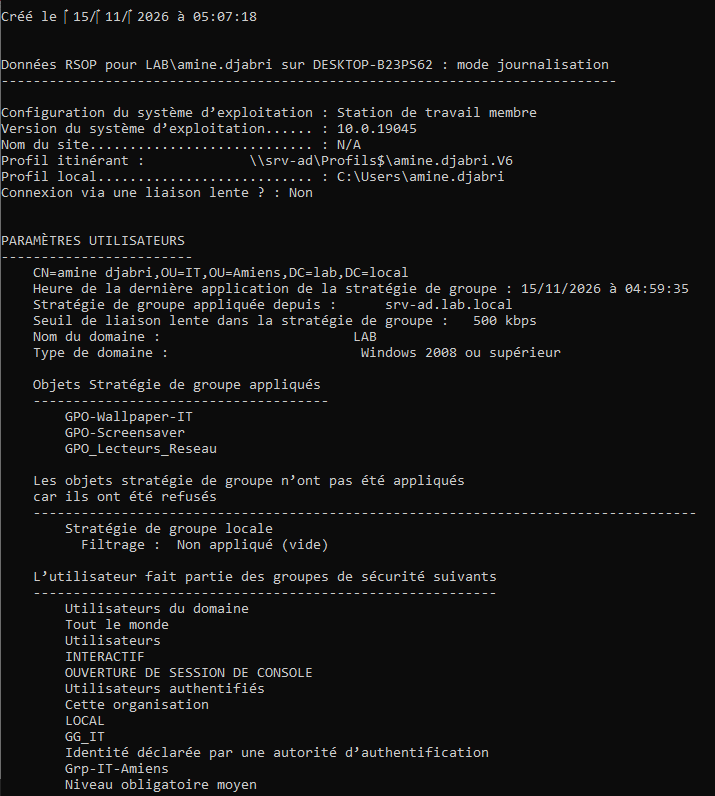 Créé le 15/ 11/ 2026 à 05:07:18
Données RSOP pour LAB\amine.djabri sur DESKTOP-B23PS62 : mode journalisation
-----------------------------------------------------------------------------
Configuration du système d’exploitation : Station de travail membre
Version du système d’exploitation...... : 10.0.19045
Nom du site............................ : N/A
Profil itinérant : \\srv-ad\Profils$\amine.djabri.V6
Profil local........................... : C:\Users\amine.djabri
Connexion via une liaison lente ? : Non
PARAMÈTRES UTILISATEURS
------------------------
CN=amine djabri,OU=IT,OU=Amiens,DC=lab,DC=local
Heure de la dernière application de la stratégie de groupe : 15/11/2026 à 04:59:35
Stratégie de groupe appliquée depuis : srv-ad.lab.local
Seuil de liaison lente dans la stratégie de groupe : 500 kbps
Nom du domaine : LAB
Type de domaine : Windows 2008 ou supérieur
Objets Stratégie de groupe appliqués
-------------------------------------
GPO-Wallpaper-IT
GPO-Screensaver
GPO_Lecteurs_Reseau
Les objets stratégie de groupe n’ont pas été appliqués
car ils ont été refusés
-----------------------------------------------------------------------------------
Stratégie de groupe locale
Filtrage : Non appliqué (vide)
L’utilisateur fait partie des groupes de sécurité suivants
----------------------------------------------------------
Utilisateurs du domaine
Tout le monde
Utilisateurs
INTERACTIF
OUVERTURE DE SESSION DE CONSOLE
Utilisateurs authentifiés
Cette organisation
LOCAL
GG_IT
Identité déclarée par une autorité d’authentification
Grp-IT-Amiens
Niveau obligatoire moyen